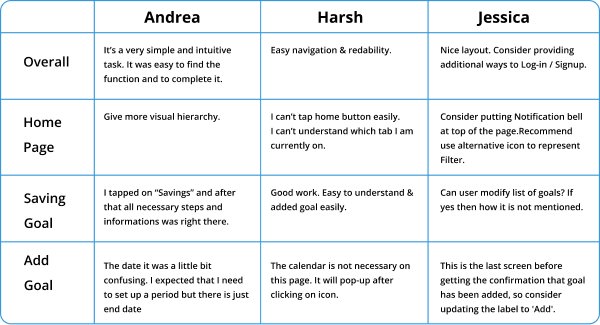 Andrea Harsh Jessica
Overall
It's a very simple and intuitive
task. It was easy to find the
function and to complete it.
Easy navigation & redability.
Nice layout. Consider providing
additional ways to Log-in / Signup.
Home
Page
Give more visual hierarchy.
I can't tap home button easily.
I can't understand which tab I am
currently on.
Consider putting Notification bell
at top of the page.Recommend
use alternative icon to represent
Filter.
Saving
Goal
I tapped on “Savings” and after
that all necessary steps and
informations was right there.
Good work. Easy to understand &
added goal easily.
Can user modify list of goals? If
yes then how it is not mentioned.
Add
Goal
The date it was a little bit
confusing. I expected that I need
to set up a period but there is just
end date
The calendar is not necessary on
this page. It will pop-up after
clicking on icon.
This is the last screen before
getting the confirmation that goal
has been added, so consider
updating the label to 'Add'.